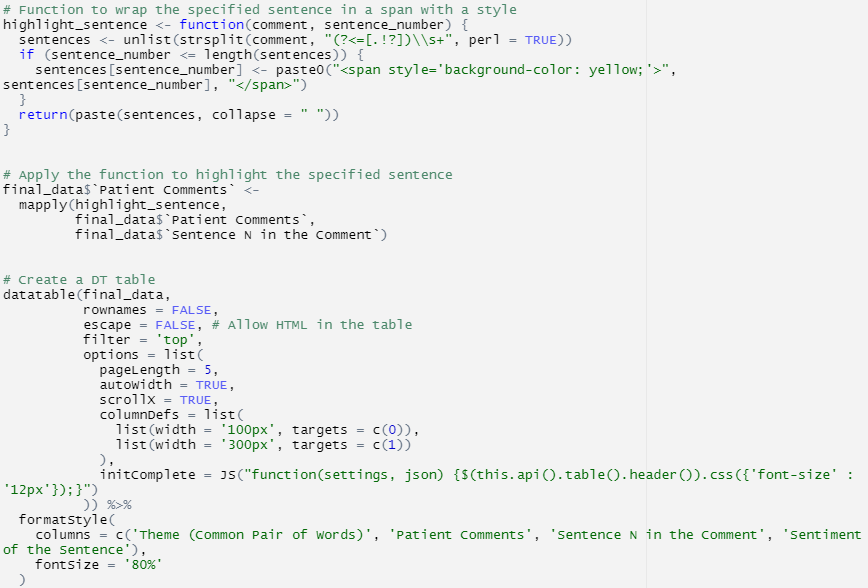 # Function to wrap the specified sentence in a span with a style
highlight_sentence <- function(comment, sentence_number) {
  sentences <- unlist(strsplit(comment, "(?<=[.!?])\\s+", perl = TRUE))
  if (sentence_number <= length(sentences)) {
    sentences[sentence_number] <- paste0("<span style='background-color: yellow;'>",
sentences[sentence_number], "</span>")
  }
  return(paste(sentences, collapse = " "))
}
# Apply the function to highlight the specified sentence
final_data$`Patient Comments` <-
  mapply(highlight_sentence,
         final_data$`Patient Comments`,
         final_data$`Sentence N in the Comment`)
# Create a DT table
datatable(final_data,
          rownames = FALSE,
          escape = FALSE, # Allow HTML in the table
          filter = 'top',
          options = list(
            pageLength = 5,
            autoWidth = TRUE,
            scrollX = TRUE,
            columnDefs = list(
              list(width = '100px', targets = c(0)),
              list(width = '300px', targets = c(1))
            ),
            initComplete = JS("function(settings, json) {$(this.api().table().header()).css({'font-size' :
'12px'});}")
          )) %>%
  formatStyle(
    columns = c('Theme (Common Pair of Words)', 'Patient Comments', 'Sentence N in the Comment', 'Sentiment
of the Sentence'),
    fontSize = '80%'
  )